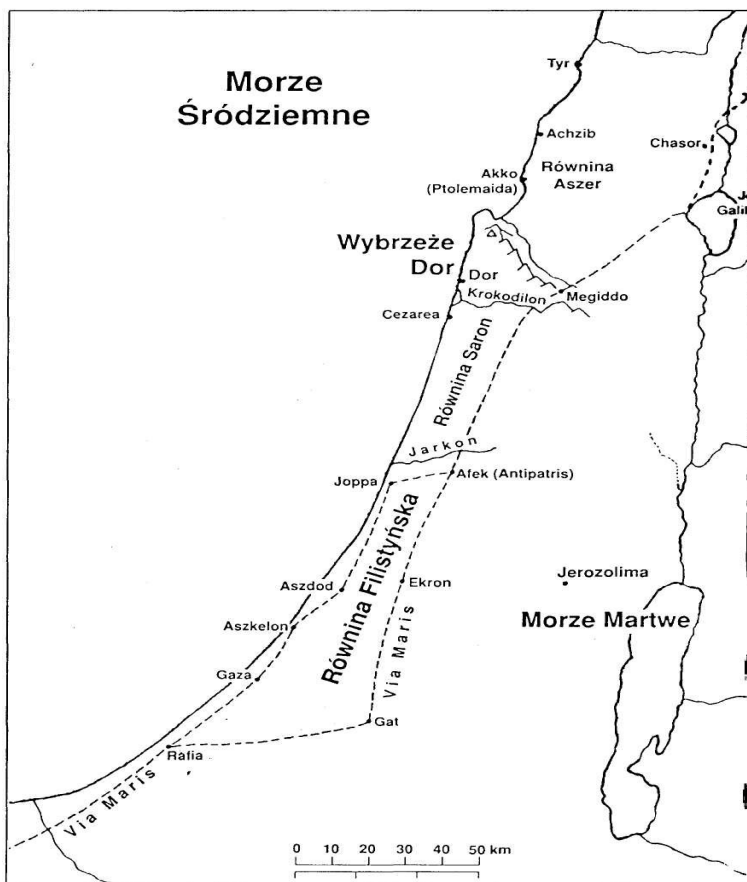 Morze
Śródziemne
Tyr
Achzib
Chasor
Akko
(Ptolemaida)
Równina
Aszer
Galil
Wybrzeże
Dor
Dor
Krokodilon
Megiddo
Cezarea
Równina Saron
Jarkon
Joppa
Afek (Antipatris)
Równina Filistyńska
Aszdod
Ekron
Jerozolima
Morze Martwe
Aszkelon
Via Maris
Gaza
Gat
Rafia
Via Maris
0 10 20 30 40 50 km